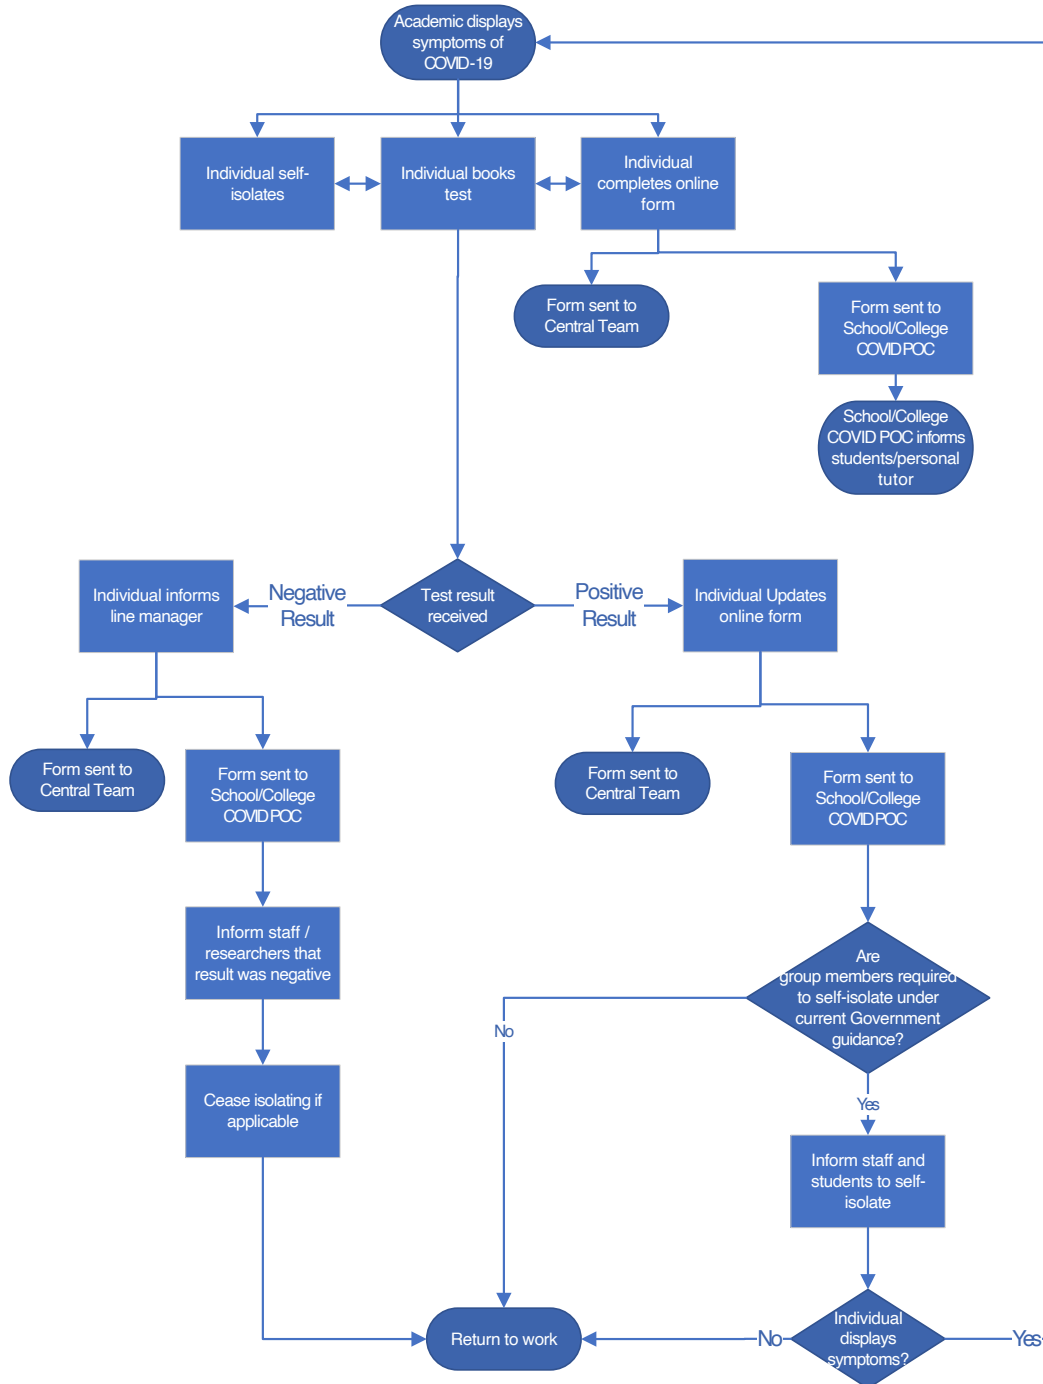 Academic displays
symptoms of
COVID-19
Individual self-
isolates
Individual books
test
Individual
completes online
form
Form sent to
Central Team
Form sent to
School/College
COVID POC
School/College
COVID POC informs
students/personal
tutor
Individual informs
line manager
Negative
Result
Test result
received
Positive
Result
Individual Updates
online form
Form sent to
Central Team
Form sent to
School/College
COVID POC
Form sent to
Central Team
Form sent to
School/College
COVID POC
Inform staff /
researchers that
result was negative
Are
group members required
to self-isolate under
current Government
guidance?
No
Cease isolating if
applicable
Yes
Inform staff and
students to self-
isolate
Return to work
No
Individual
displays
symptoms?
Yes